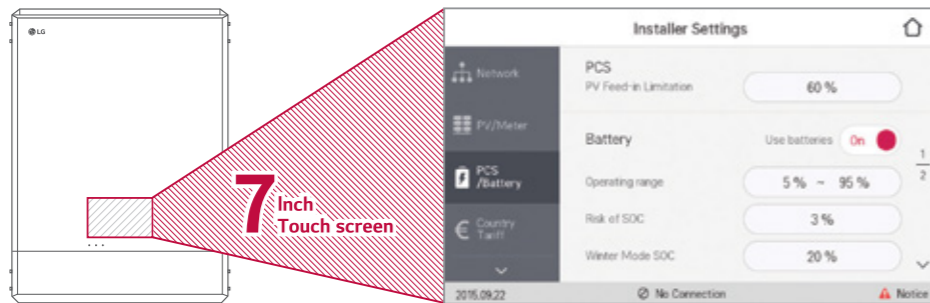 LG
7 Inch
Touch screen
Installer Settings
Network
PV/Meter
PCS
/Battery
Country
Tariff
PCS
PV Feed-in Limitation
60 %
Battery
Use batteries
On
Operating range
5 % ~ 95 %
Risk of SOC
3 %
Winter Mode SOC
20 %
1
2
2015.09.22
No Connection
Notice